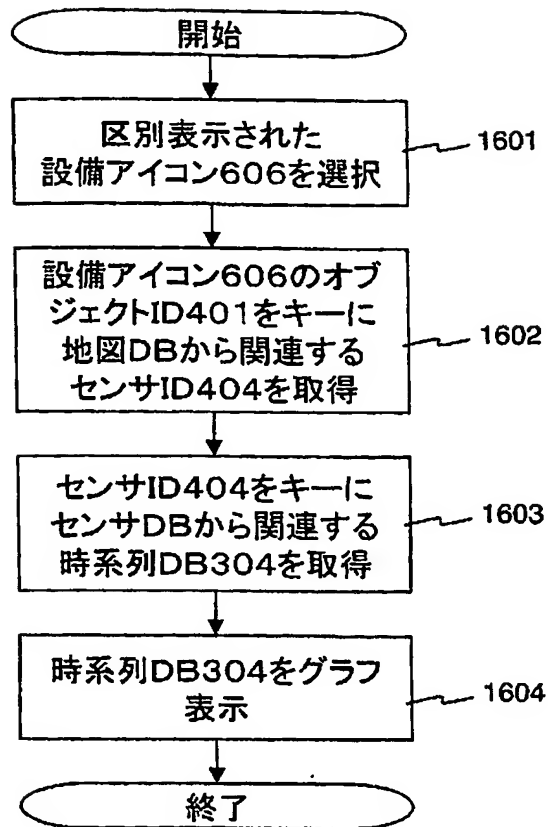 開始
区別表示された
設備アイコン606を選択
1601
設備アイコン606のオブ
ジェクトID401をキーに
地図DBから関連する
センサID404を取得
1602
センサID404をキーに
センサDBから関連する
時系列DB304を取得
1603
時系列DB304をグラフ
表示
1604
終了